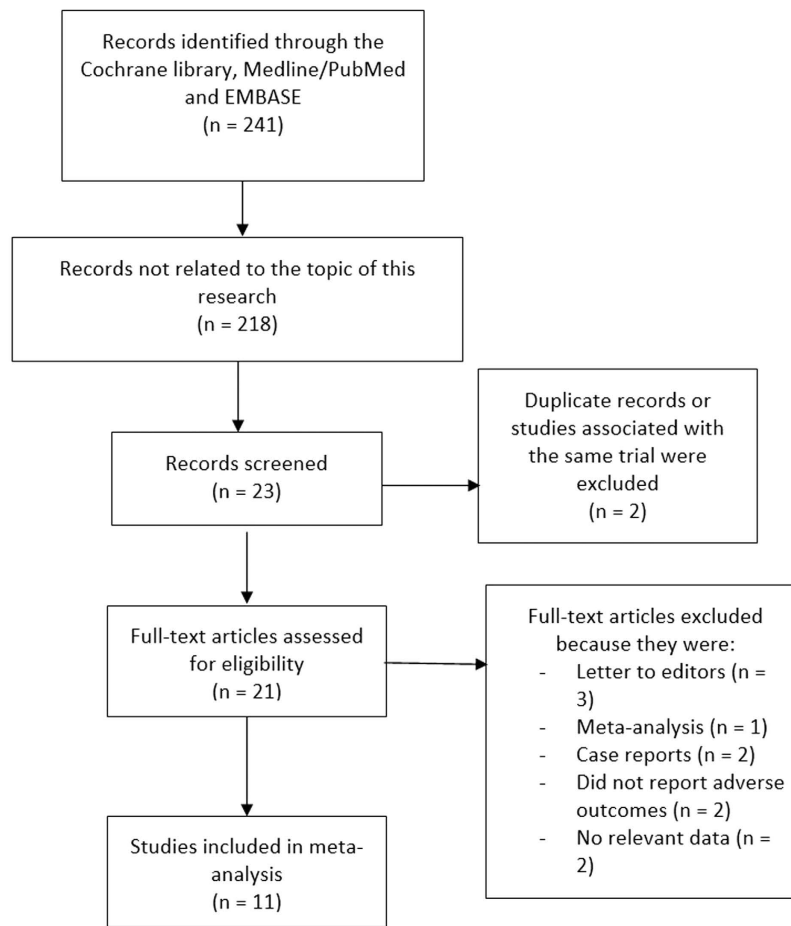 Records identified through the
Cochrane library, Medline/PubMed
and EMBASE
(n = 241)
Records not related to the topic of this
research
(n = 218)
Records screened
(n = 23)
Duplicate records or
studies associated with
the same trial were
excluded
(n = 2)
Full-text articles assessed
for eligibility
(n = 21)
Full-text articles excluded
because they were:
- Letter to editors (n =
3)
- Meta-analysis (n = 1)
- Case reports (n = 2)
- Did not report adverse
outcomes (n = 2)
- No relevant data (n =
2)
Studies included in meta-
analysis
(n = 11)